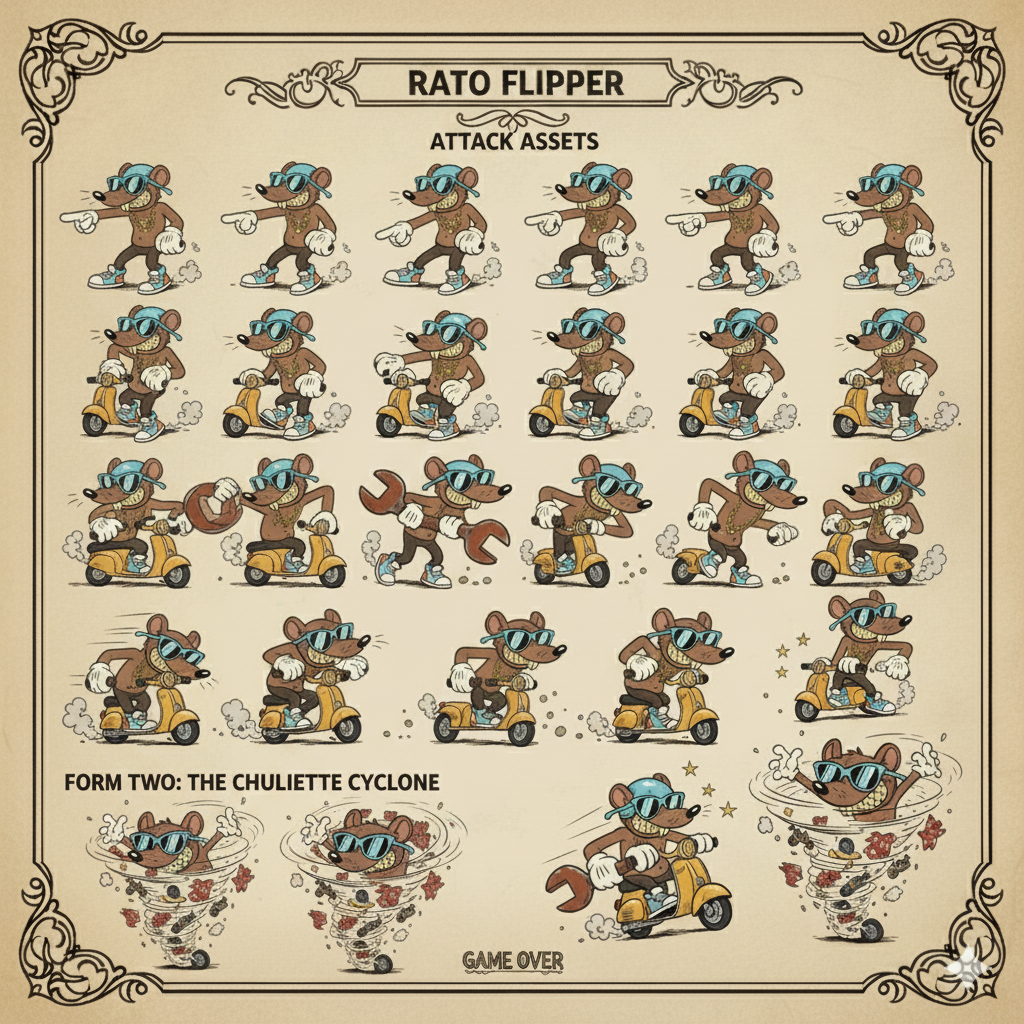 RATO FLIPPER
ATTACK ASSETS
FORM TWO: THE CHULIETTE CYCLONE
GAME OVER